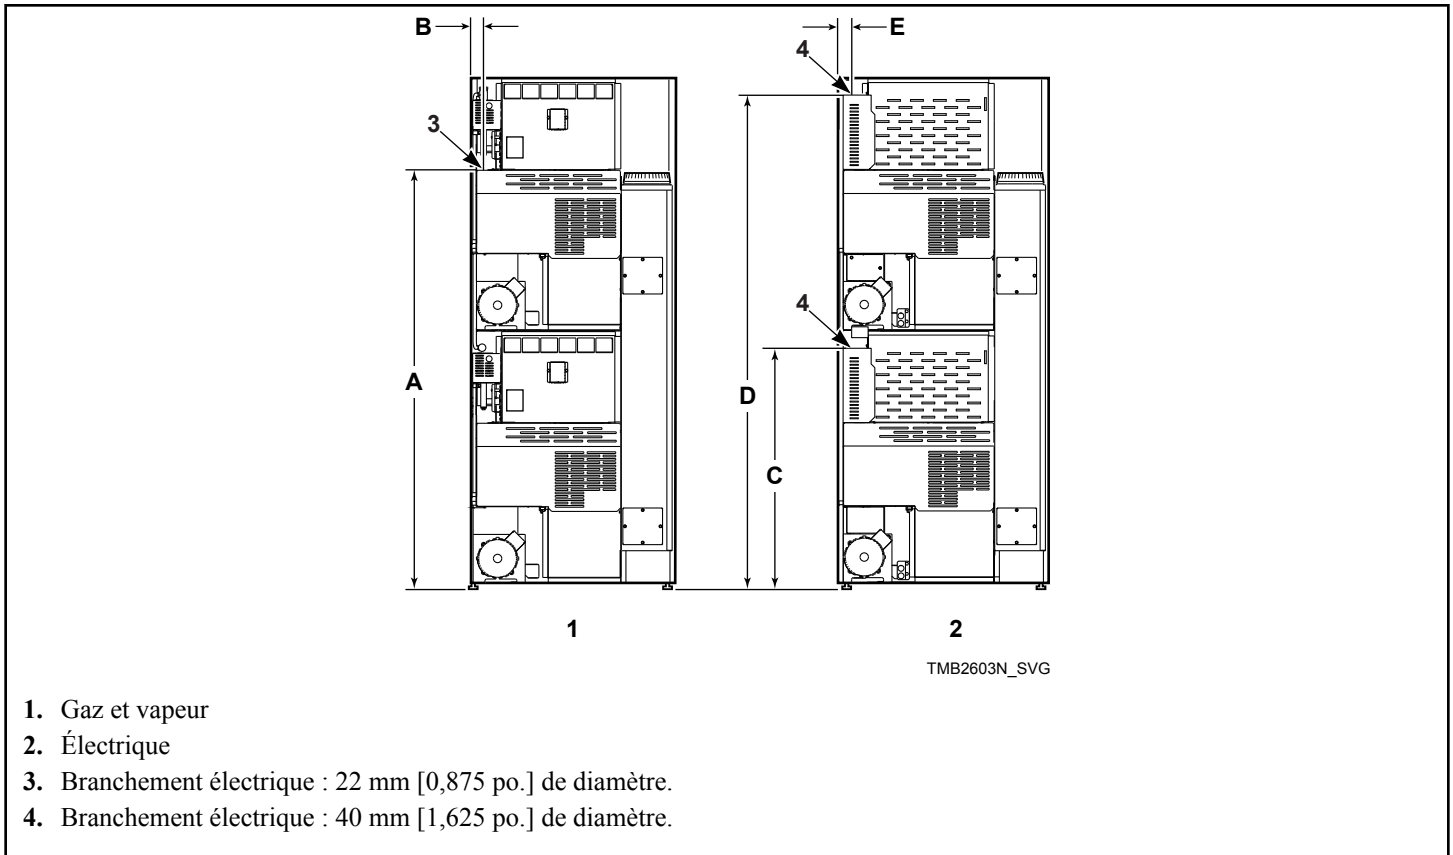 B
E
4
3
4
A
D
C
1
2
TMB2603N_SVG
1. Gaz et vapeur
2. Électrique
3. Branchement électrique : 22 mm [0,875 po.] de diamètre.
4. Branchement électrique : 40 mm [1,625 po.] de diamètre.